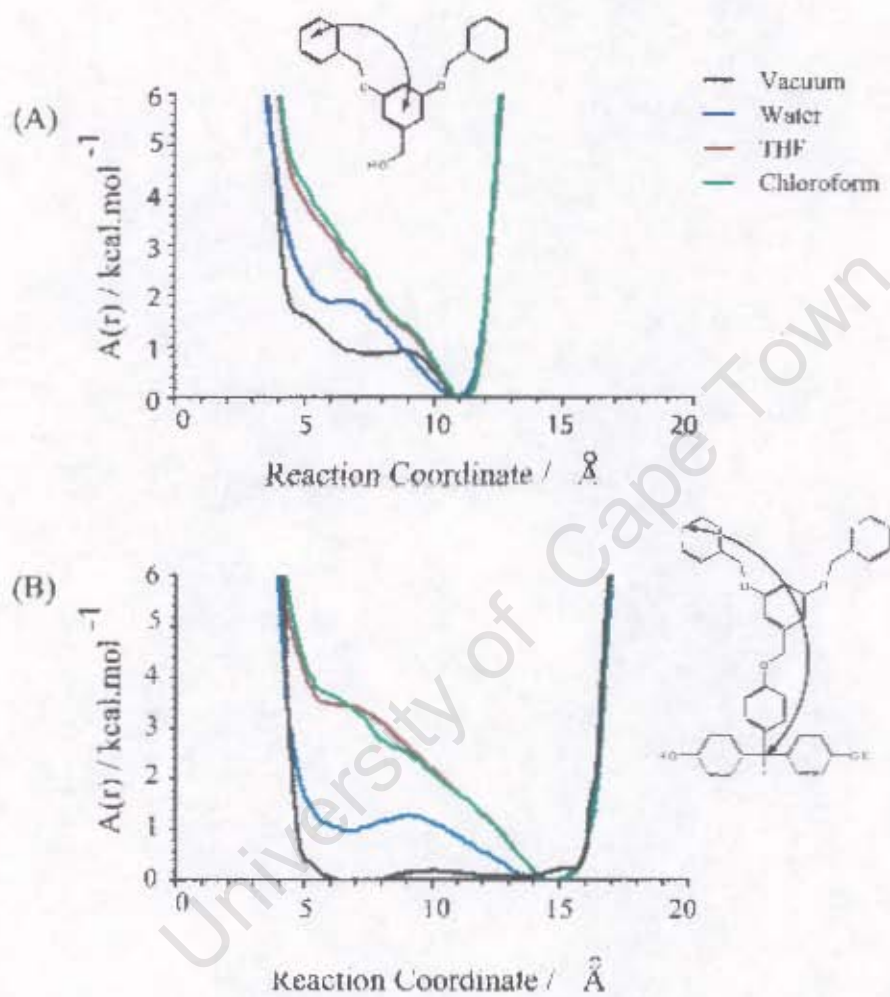 (A)
A(r) / kcal.mol⁻¹
6
5
4
3
2
1
0
0 5 10 15 20
Reaction Coordinate / Å
HO
O
O
Vacuum
Water
THF
Chloroform
(B)
A(r) / kcal.mol⁻¹
6
5
4
3
2
1
0
0 5 10 15 20
Reaction Coordinate / Å
O
O
O
HO
University of Cape Town